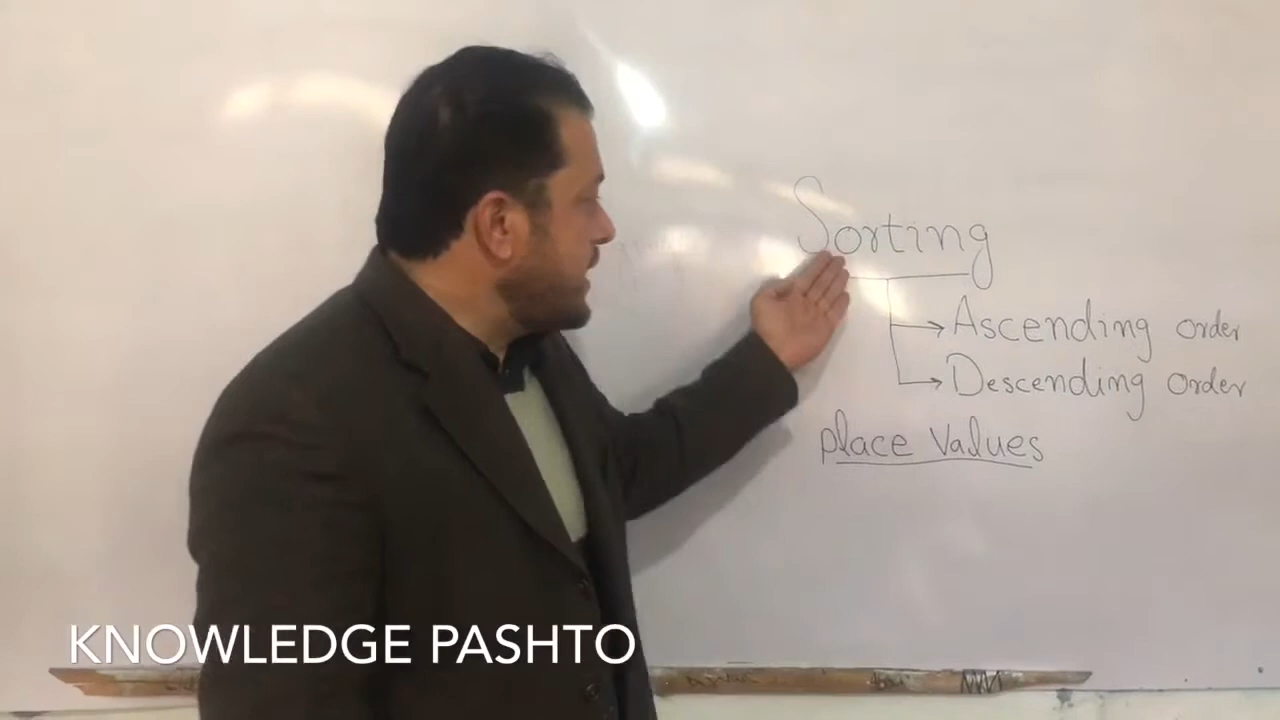 Sorting
Ascending order
Descending order
place values
KNOWLEDGE PASHTO